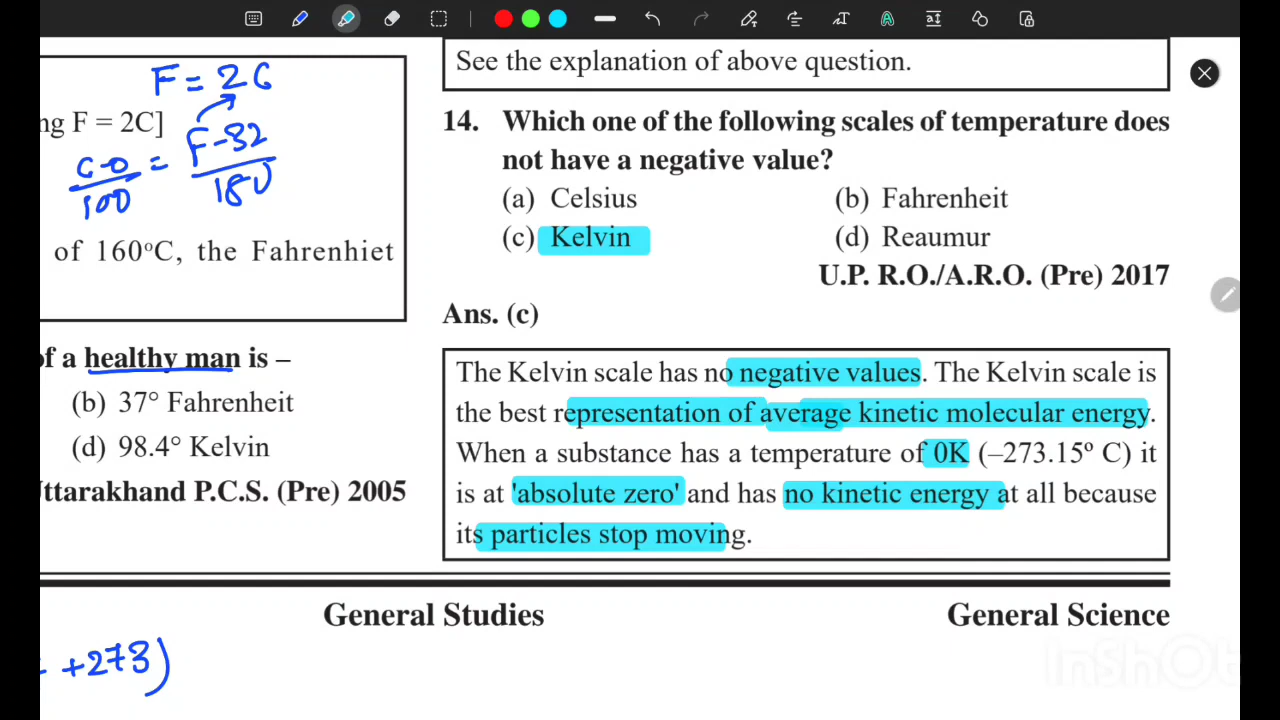 F = 2C
ng F = 2C]
C-0/100 = F-32/180
of 160°C, the Fahrenhiet
of a healthy man is –
(b) 37° Fahrenheit
(d) 98.4° Kelvin
Uttarakhand P.C.S. (Pre) 2005
See the explanation of above question.
14. Which one of the following scales of temperature does
not have a negative value?
(a) Celsius (b) Fahrenheit
(c) Kelvin (d) Reaumur
U.P. R.O./A.R.O. (Pre) 2017
Ans. (c)
The Kelvin scale has no negative values. The Kelvin scale is
the best representation of average kinetic molecular energy.
When a substance has a temperature of 0K (–273.15º C) it
is at 'absolute zero' and has no kinetic energy at all because
its particles stop moving.
General Studies General Science
+273)
InShOt